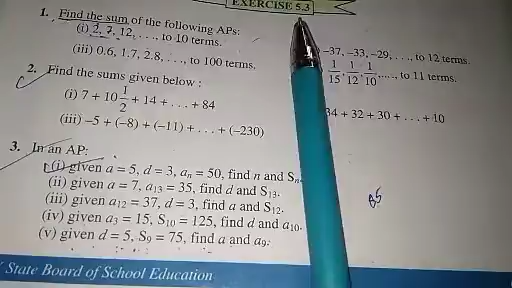 EXERCISE 5.3
1. Find the sum of the following APs:
(i) 2, 7, 12, . . ., to 10 terms.
-37, -33, -29, . . ., to 12 terms.
(iii) 0.6, 1.7, 2.8, . . ., to 100 terms.
1/15, 1/12, 1/10, ....., to 11 terms.
2. Find the sums given below :
(i) 7 + 10 1/2 + 14 + . . . + 84
34 + 32 + 30 + . . . + 10
(iii) -5 + (-8) + (-11) + . . . + (-230)
3. In an AP:
(i) given a = 5, d = 3, aₙ = 50, find n and Sₙ.
(ii) given a = 7, a₁₃ = 35, find d and S₁₃.
(iii) given a₁₂ = 37, d = 3, find a and S₁₂.
(iv) given a₃ = 15, S₁₀ = 125, find d and a₁₀.
(v) given d = 5, S₉ = 75, find a and a₉.
State Board of School Education